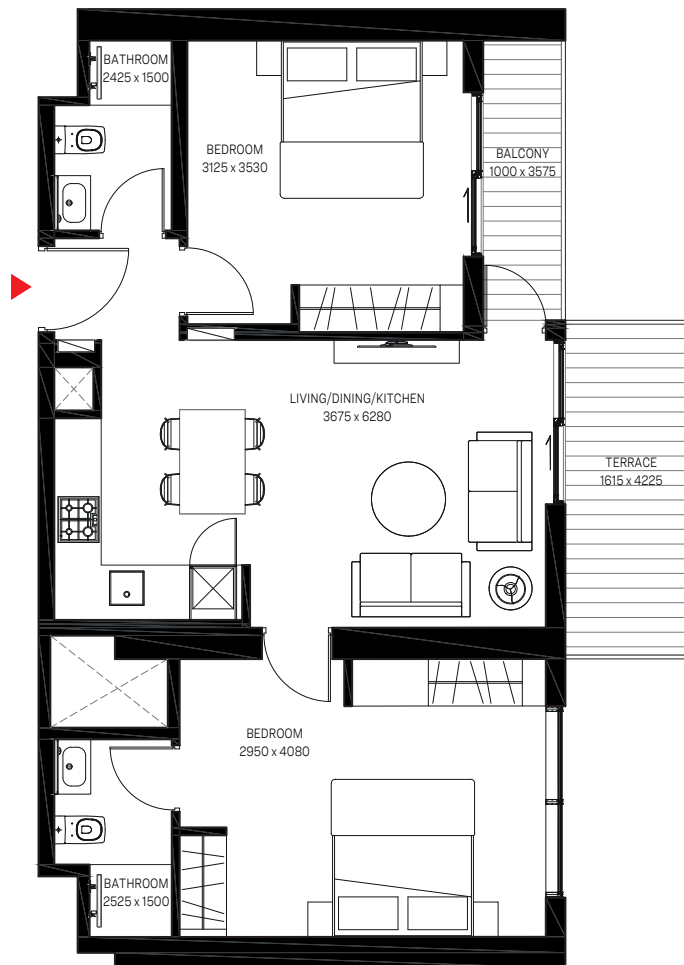 BATHROOM
2425 x 1500
BEDROOM
3125 x 3530
BALCONY
1000 x 3575
LIVING/DINING/KITCHEN
3675 x 6280
TERRACE
1615 x 4225
BEDROOM
2950 x 4080
BATHROOM
2525 x 1500